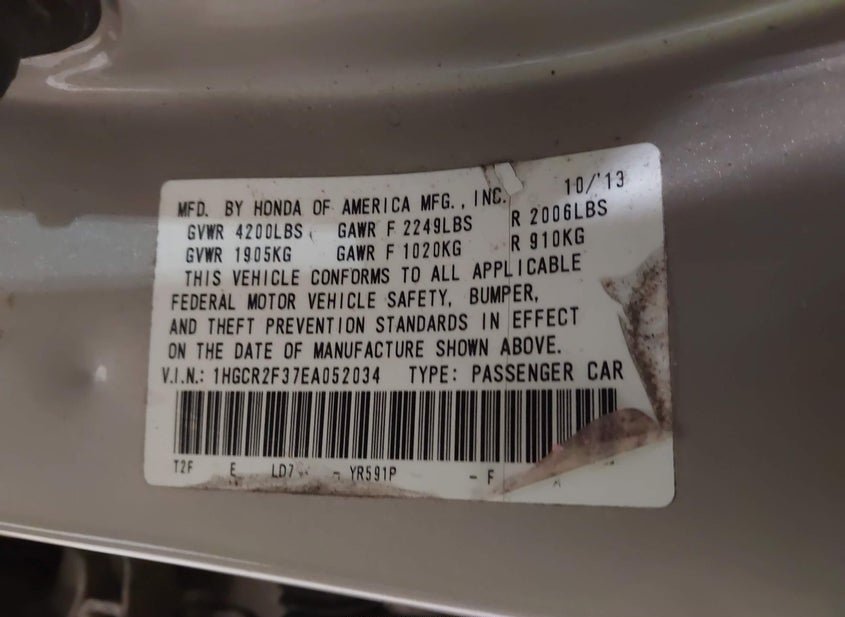 MFD. BY HONDA OF AMERICA MFG., INC. 10/'13
GVWR 4200LBS GAWR F 2249LBS R 2006LBS
GVWR 1905KG GAWR F 1020KG R 910KG
THIS VEHICLE CONFORMS TO ALL APPLICABLE
FEDERAL MOTOR VEHICLE SAFETY, BUMPER,
AND THEFT PREVENTION STANDARDS IN EFFECT
ON THE DATE OF MANUFACTURE SHOWN ABOVE.
V.I.N.: 1HGCR2F37EA052034 TYPE: PASSENGER CAR
T2F E LD7 - YR591P - F